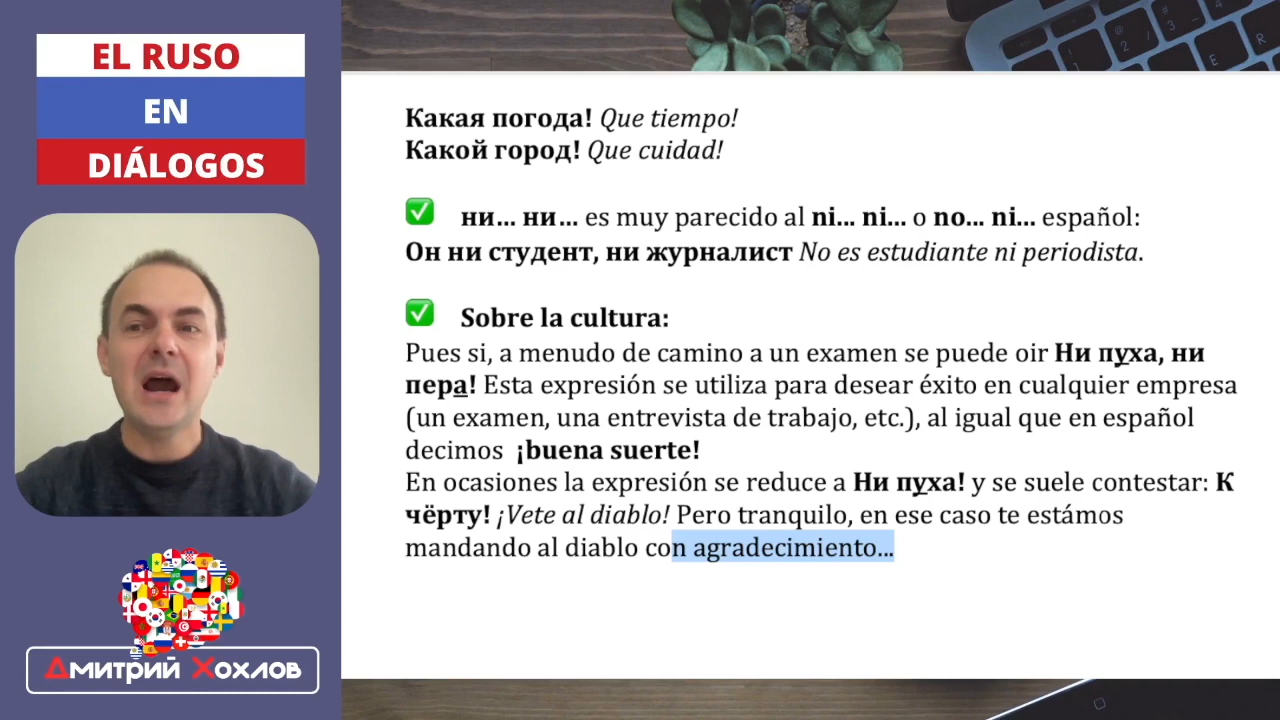 EL RUSO
EN
DIÁLOGOS
Дмитрий Хохлов
Какая погода! Que tiempo!
Какой город! Que cuidad!
ни... ни... es muy parecido al ni... ni... o no... ni... español:
Он ни студент, ни журналист No es estudiante ni periodista.
Sobre la cultura:
Pues si, a menudo de camino a un examen se puede oir Ни пуха, ни
пера! Esta expresión se utiliza para desear éxito en cualquier empresa
(un examen, una entrevista de trabajo, etc.), al igual que en español
decimos ¡buena suerte!
En ocasiones la expresión se reduce a Ни пуха! y se suele contestar: К
чёрту! ¡Vete al diablo! Pero tranquilo, en ese caso te estámos
mandando al diablo con agradecimiento...